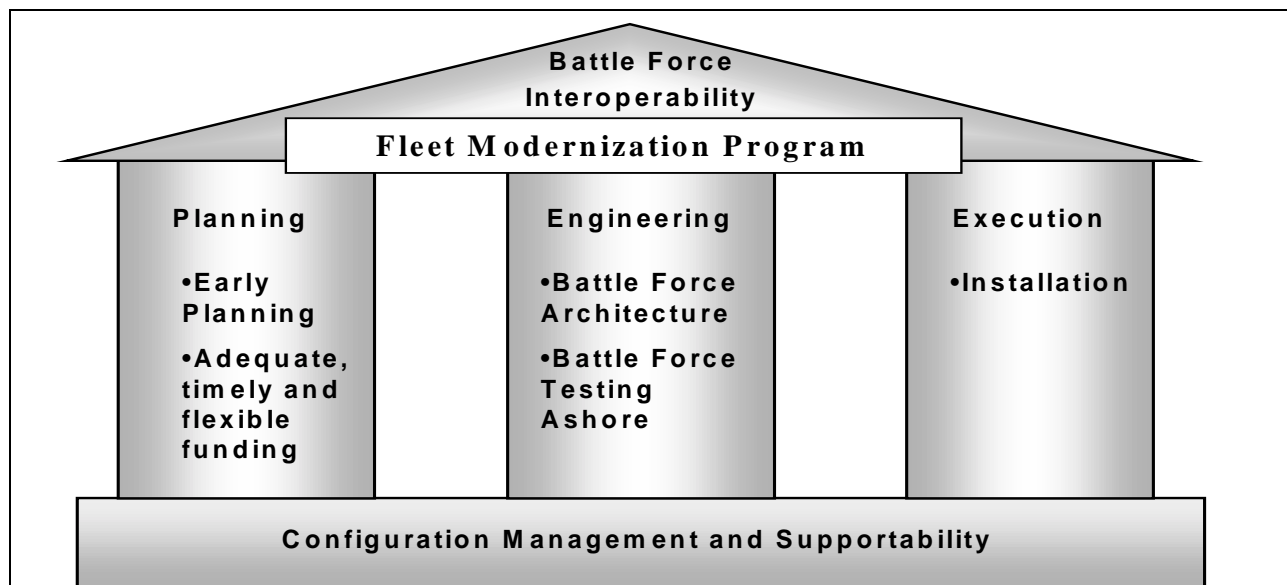 Battle Force
Interoperability
Fleet Modernization Program
Planning
•Early
Planning
•Adequate,
timely and
flexible
funding
Engineering
•Battle Force
Architecture
•Battle Force
Testing
Ashore
Execution
•Installation
Configuration Management and Supportability